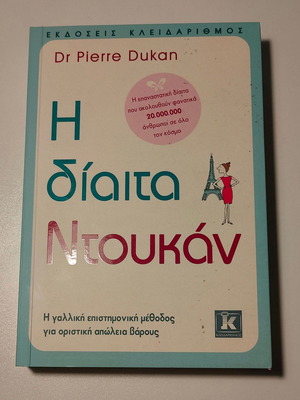 ΕΚΔΟΣΕΙΣ ΚΛΕΙΔΑΡΙΘΜΟΣ
Dr Pierre Dukan
Η επαναστατική δίαιτα
που ακολουθούν φανατικά
20.000.000
άνθρωποι σε όλο
τον κόσμο
Η
δίαιτα
Ντουκάν
Η γαλλική επιστημονική μέθοδος
για οριστική απώλεια βάρους
Κ